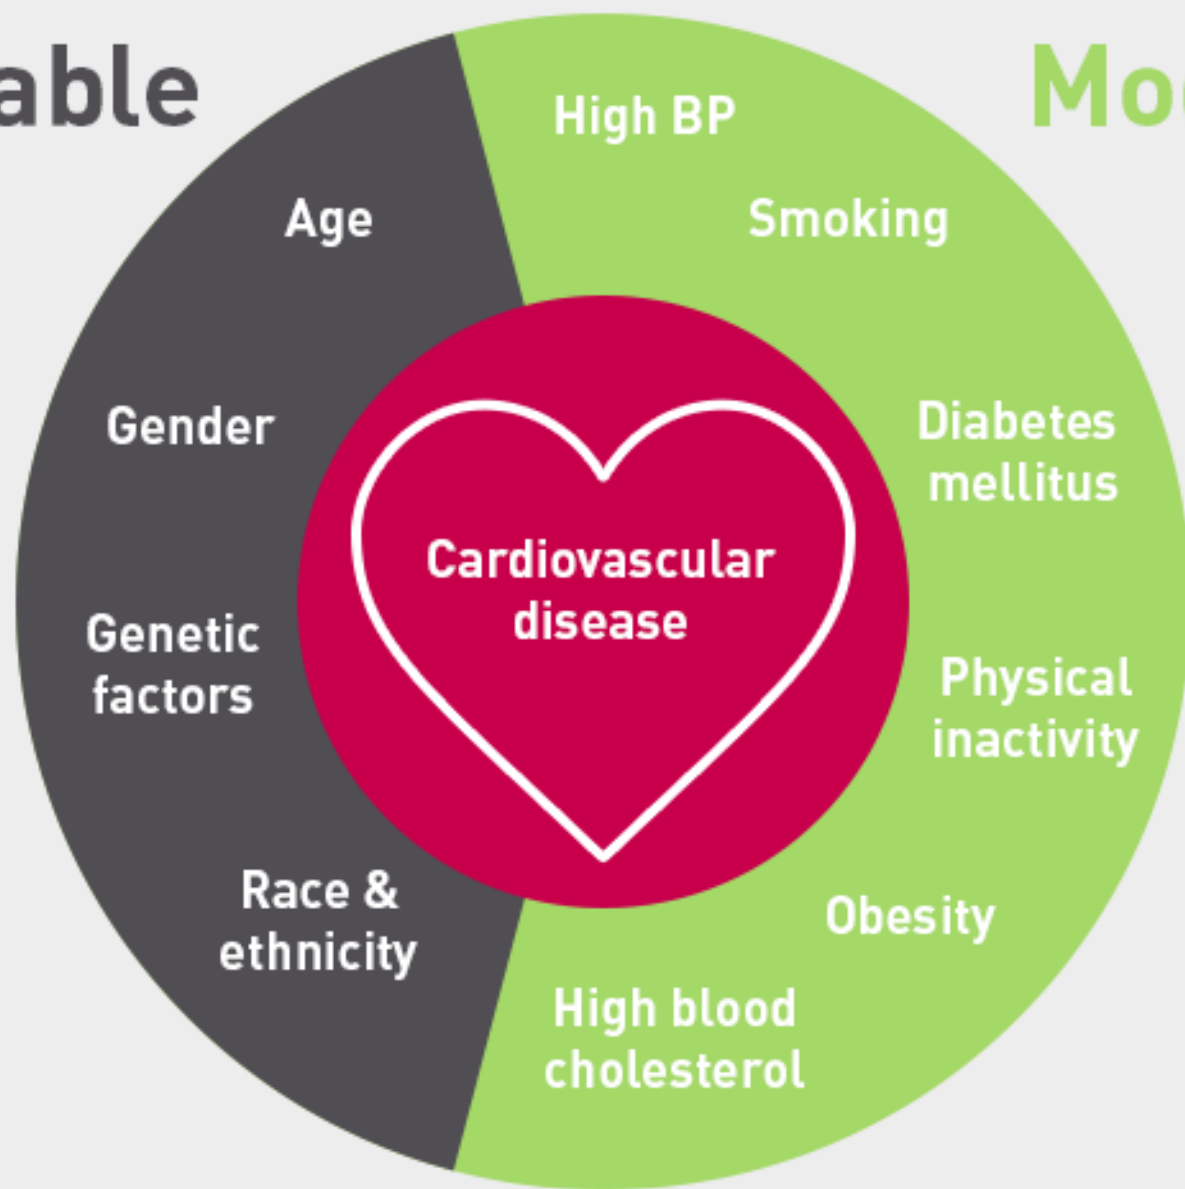 able
Mo
High BP
Smoking
Age
Gender
Diabetes
mellitus
Cardiovascular
disease
Genetic
factors
Physical
inactivity
Race &
ethnicity
Obesity
High blood
cholesterol